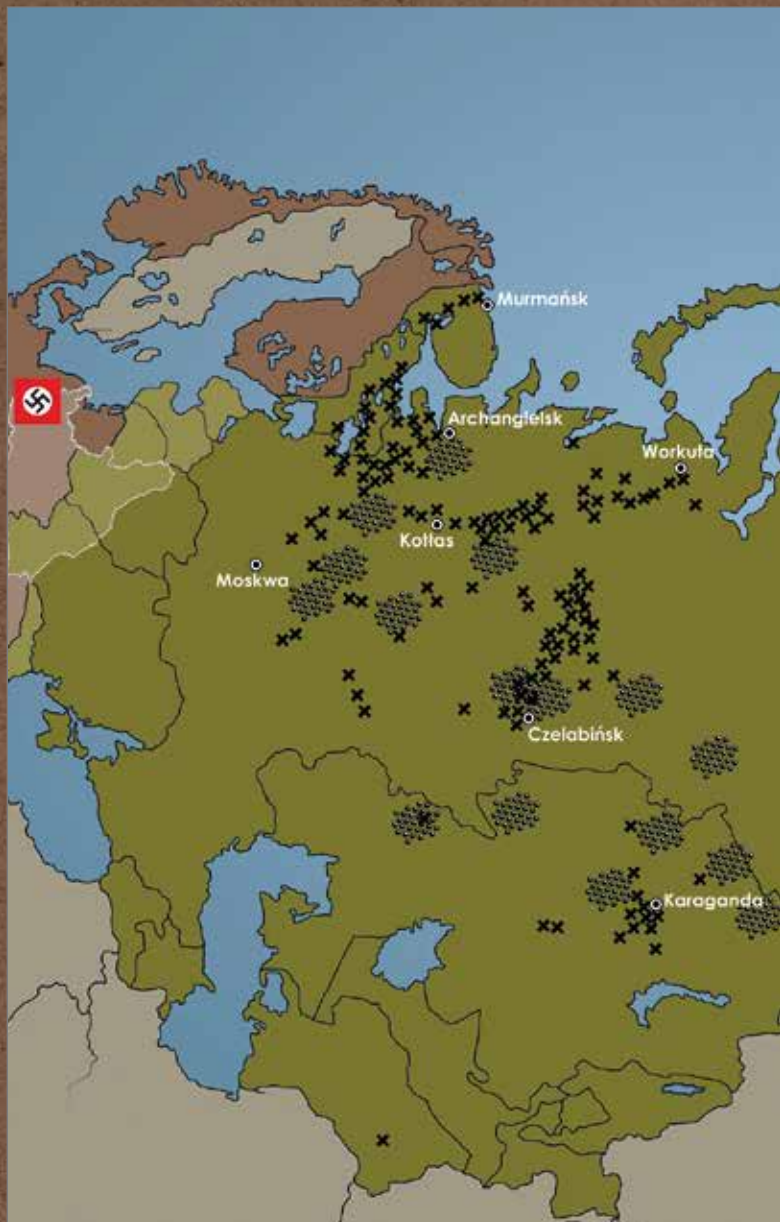 Murmańsk
Archangielsk
Workuta
Kotłas
Moskwa
Czelabińsk
Karaganda